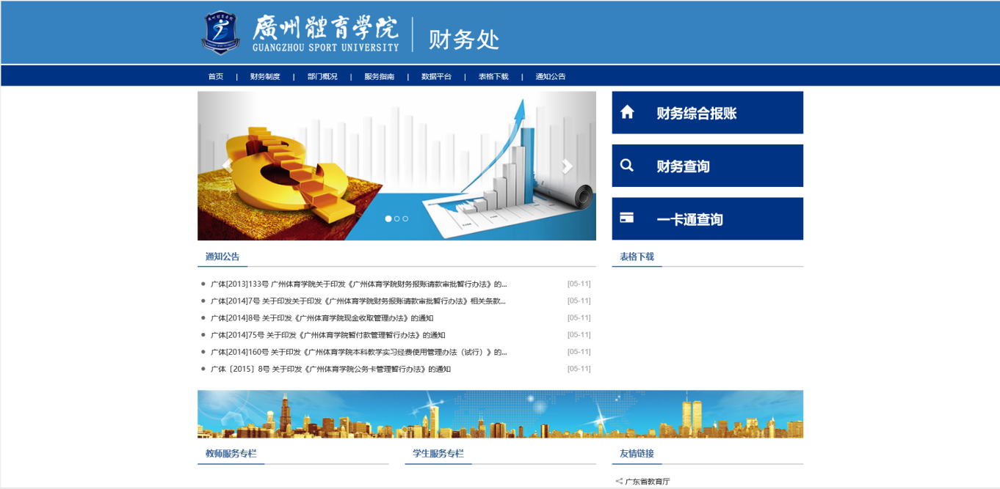 廣州體育學院
GUANGZHOU SPORT UNIVERSITY
财务处
首页 | 财务制度 | 部门概况 | 服务指南 | 数据平台 | 表格下载 | 通知公告
财务综合报账
财务查询
一卡通查询
通知公告
广体[2013]133号 广州体育学院关于印发《广州体育学院财务报账请款审批暂行办法》的... [05-11]
广体[2014]7号 关于印发关于印发《广州体育学院财务报账请款审批暂行办法》相关条款... [05-11]
广体[2014]8号 关于印发《广州体育学院现金收取管理办法》的通知 [05-11]
广体[2014]75号 关于印发《广州体育学院暂付款管理暂行办法》的通知 [05-11]
广体[2014]160号 关于印发《广州体育学院本科教学实习经费使用管理办法（试行）》的... [05-11]
广体〔2015〕8号 关于印发《广州体育学院公务卡管理暂行办法》的通知 [05-11]
表格下载
教师服务专栏
学生服务专栏
友情链接
广东省教育厅